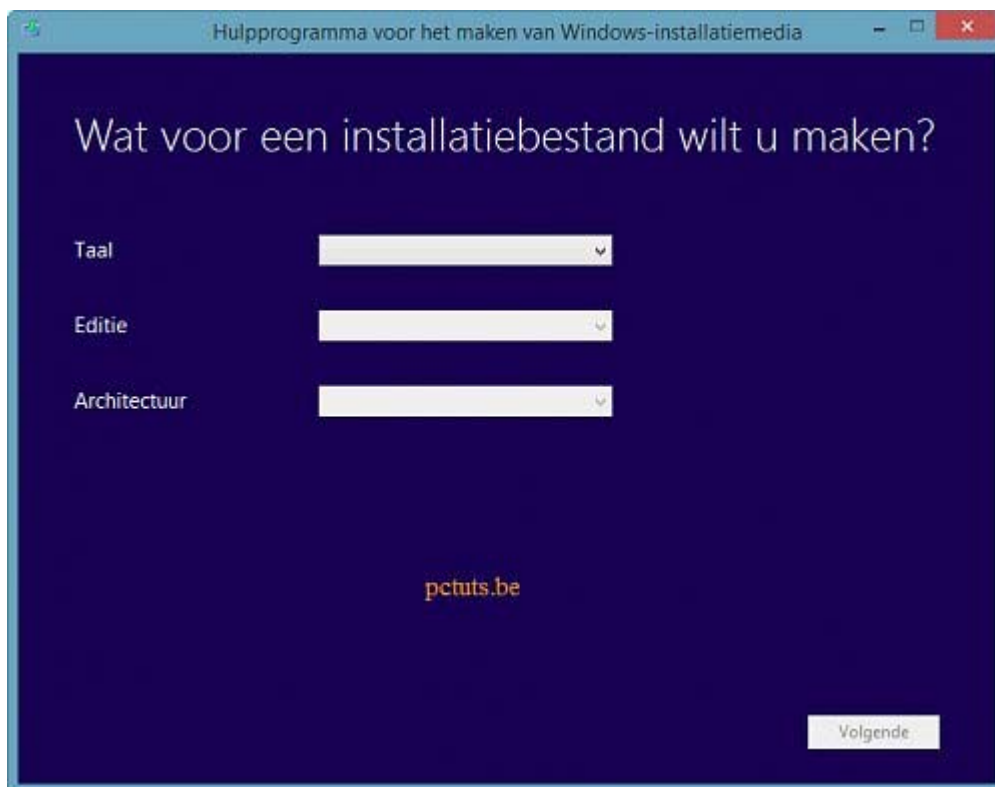 Hulpprogramma voor het maken van Windows-installatiemedia
Wat voor een installatiebestand wilt u maken?
Taal
Editie
Architectuur
pctuts.be
Volgende